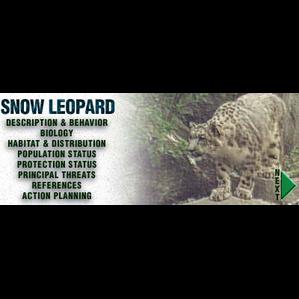 SNOW LEOPARD
DESCRIPTION & BEHAVIOR
BIOLOGY
HABITAT & DISTRIBUTION
POPULATION STATUS
PROTECTION STATUS
PRINCIPAL THREATS
REFERENCES
ACTION PLANNING
NEXT